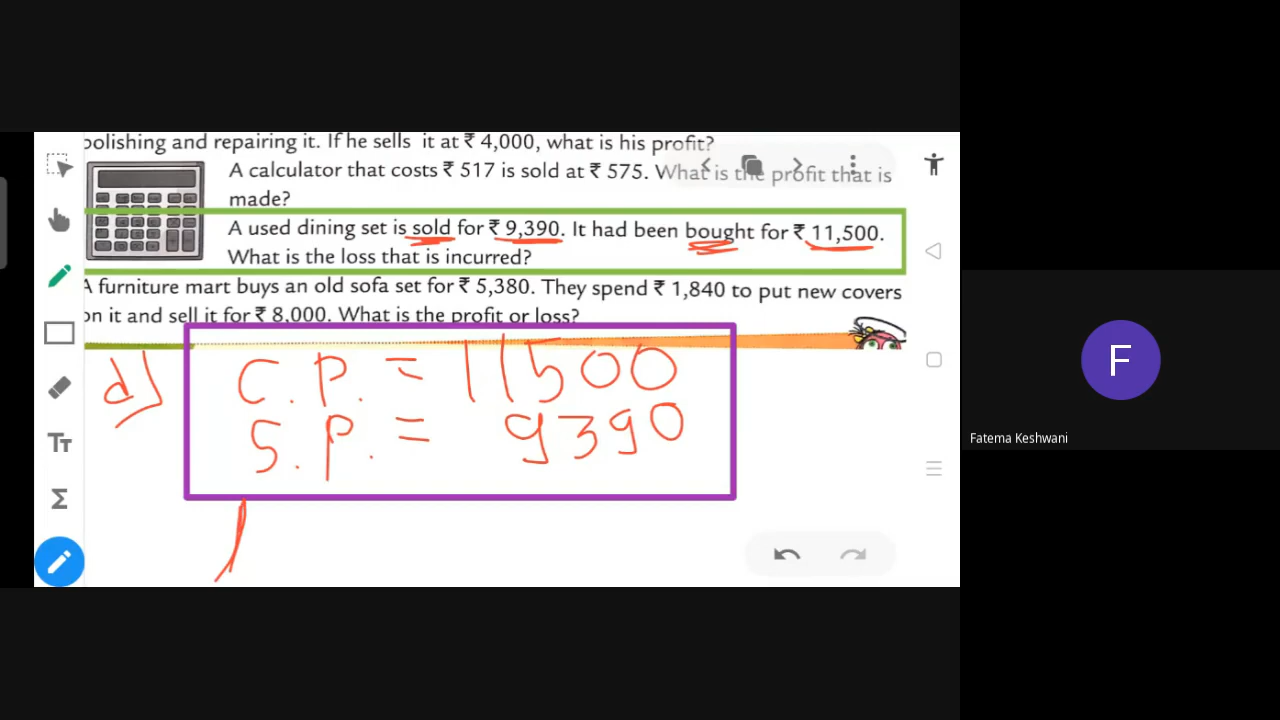 polishing and repairing it. If he sells it at ₹ 4,000, what is his profit?
A calculator that costs ₹ 517 is sold at ₹ 575. What is the profit that is
made?
A used dining set is sold for ₹ 9,390. It had been bought for ₹ 11,500.
What is the loss that is incurred?
A furniture mart buys an old sofa set for ₹ 5,380. They spend ₹ 1,840 to put new covers
on it and sell it for ₹ 8,000. What is the profit or loss?
d) C.P. = 11500
S.P. = 9390
Tт
Σ
F
Fatema Keshwani